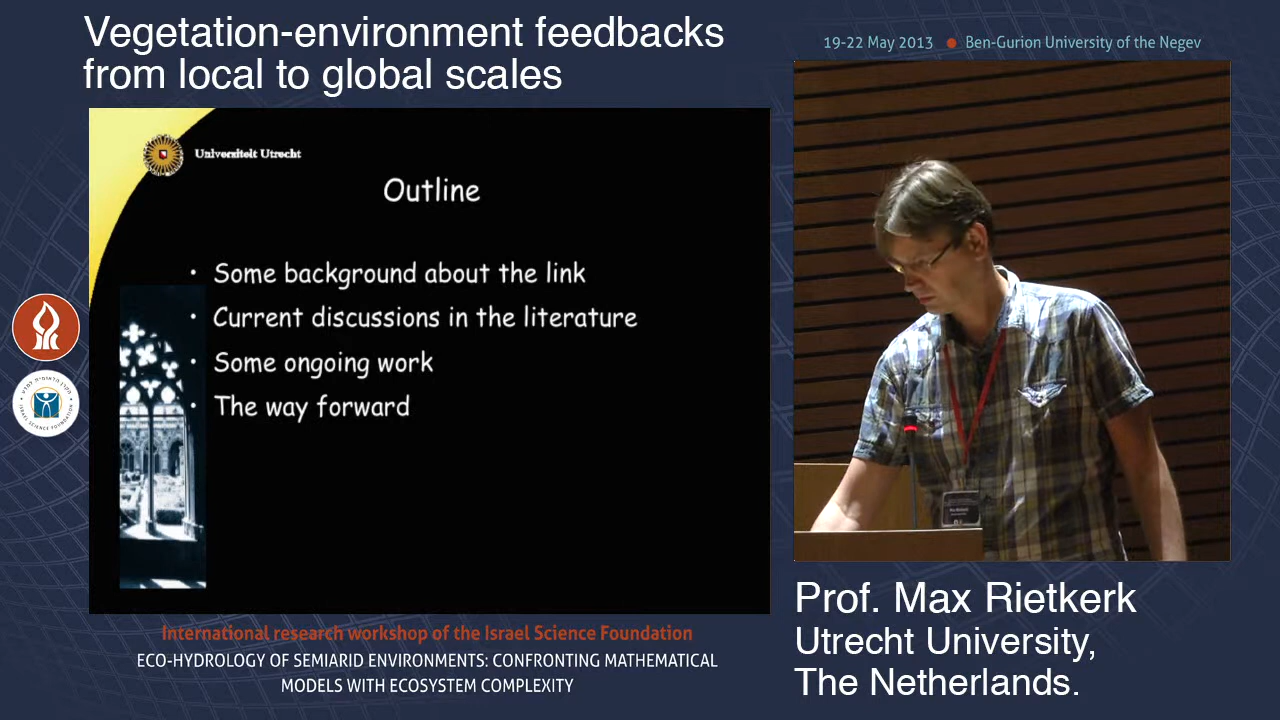 Vegetation-environment feedbacks
from local to global scales
19-22 May 2013 ● Ben-Gurion University of the Negev
Universiteit Utrecht
Outline
• Some background about the link
• Current discussions in the literature
• Some ongoing work
• The way forward
ISRAEL SCIENCE FOUNDATION
International research workshop of the Israel Science Foundation
ECO-HYDROLOGY OF SEMIARID ENVIRONMENTS: CONFRONTING MATHEMATICAL
MODELS WITH ECOSYSTEM COMPLEXITY
Prof. Max Rietkerk
Utrecht University,
The Netherlands.